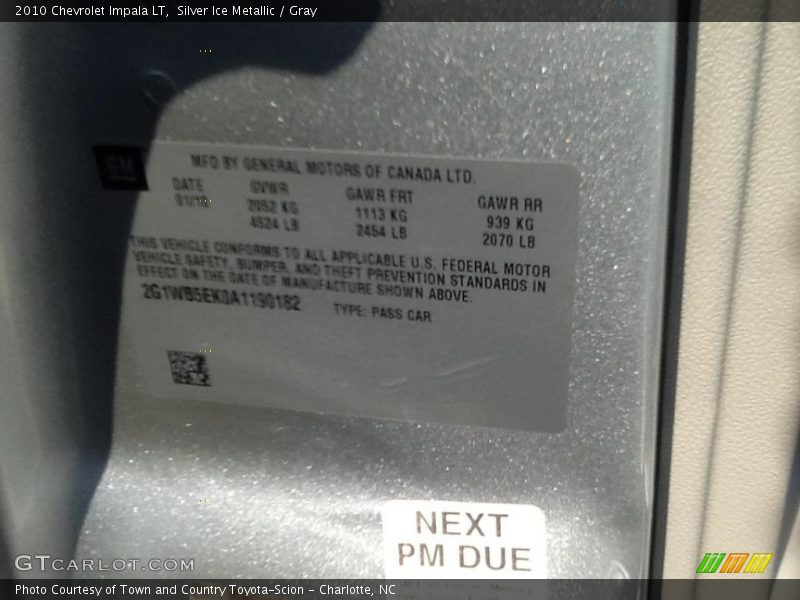 2010 Chevrolet Impala LT, Silver Ice Metallic / Gray
GM
MFD BY GENERAL MOTORS OF CANADA LTD.
DATE GVWR GAWR FRT GAWR RR
01/10 2052 KG 1113 KG 939 KG
4524 LB 2454 LB 2070 LB
THIS VEHICLE CONFORMS TO ALL APPLICABLE U.S. FEDERAL MOTOR
VEHICLE SAFETY, BUMPER, AND THEFT PREVENTION STANDARDS IN
EFFECT ON THE DATE OF MANUFACTURE SHOWN ABOVE.
2G1WB5EK0A1190182 TYPE: PASS CAR
NEXT
PM DUE
GTCARLOT.COM
Photo Courtesy of Town and Country Toyota-Scion - Charlotte, NC